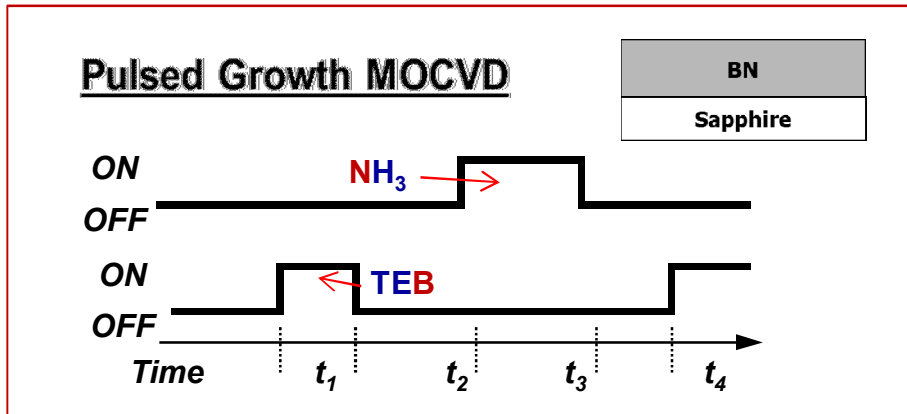 Pulsed Growth MOCVD
BN
Sapphire
ON
NH₃
OFF
ON
TEB
OFF
Time t₁ t₂ t₃ t₄